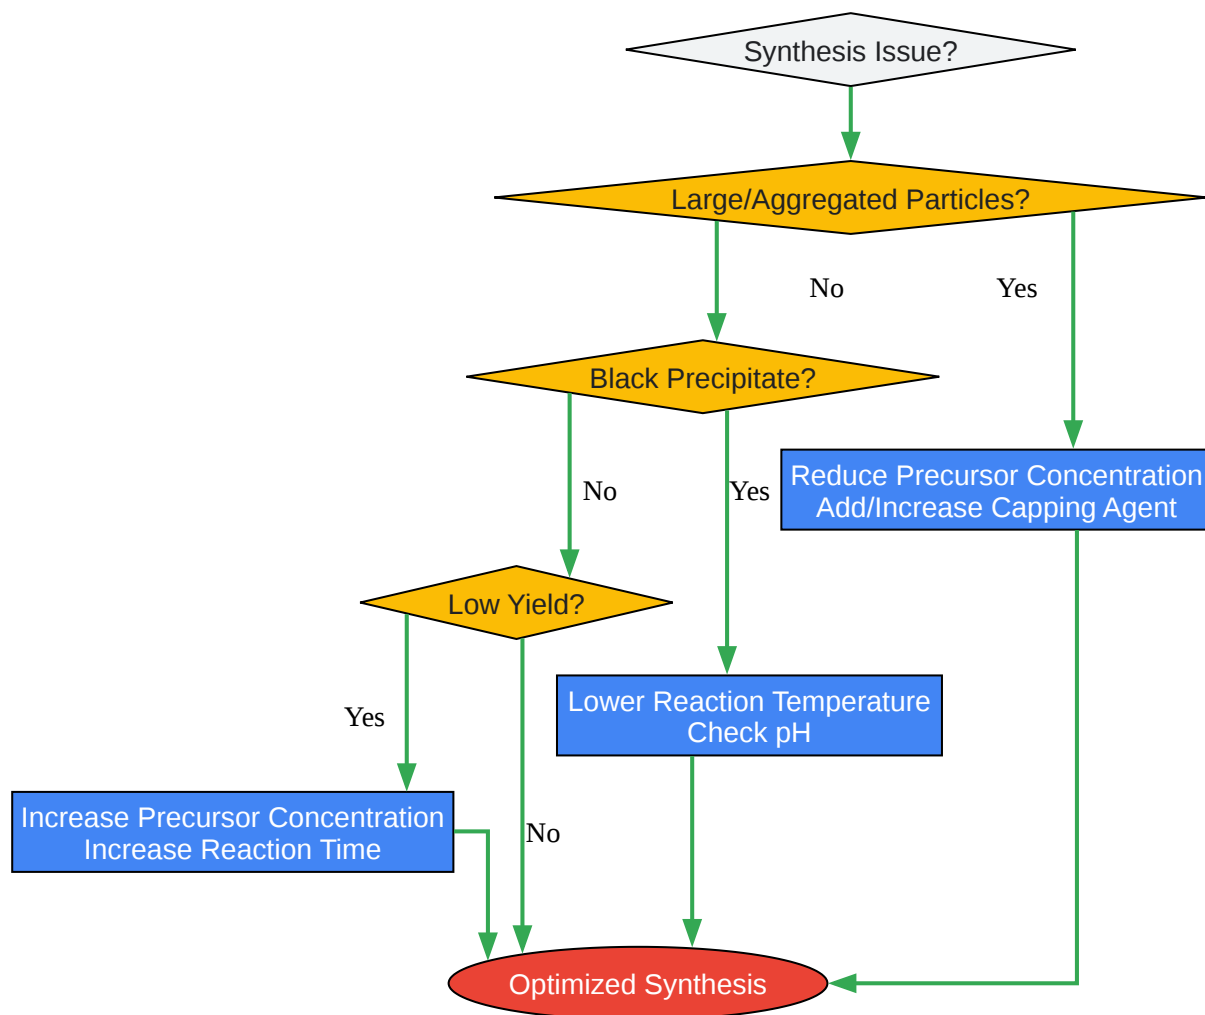 Synthesis Issue?
Large/Aggregated Particles?
No
Yes
Black Precipitate?
No
Yes
Reduce Precursor Concentration
Add/Increase Capping Agent
Low Yield?
Yes
No
Lower Reaction Temperature
Check pH
Increase Precursor Concentration
Increase Reaction Time
Optimized Synthesis